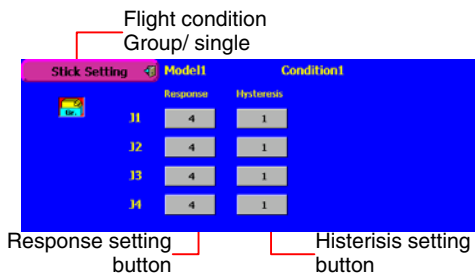 Flight condition
Group/ single
Stick Setting Model1 Condition1
Response Hysteresis
Gr.
J1 4 1
J2 4 1
J3 4 1
J4 4 1
Response setting button
Histerisis setting button